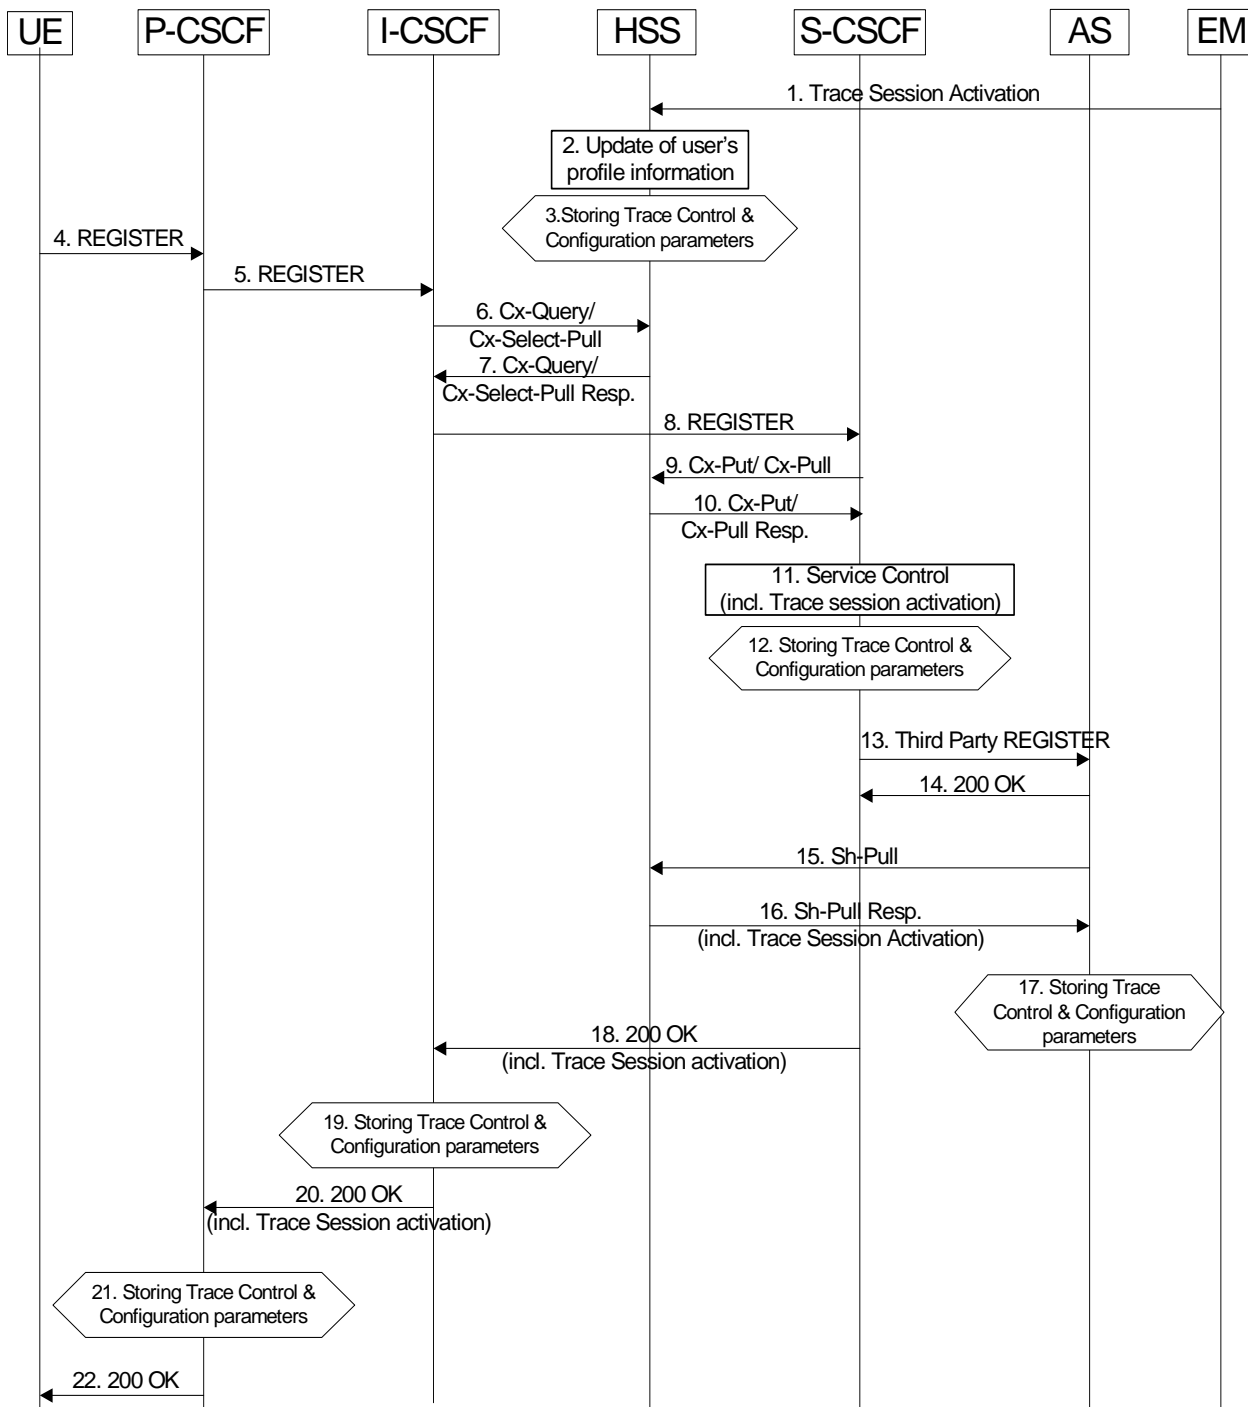 UE
P-CSCF
I-CSCF
HSS
S-CSCF
AS
EM
1. Trace Session Activation
2. Update of user’s
profile information
3.Storing Trace Control &
Configuration parameters
4. REGISTER
5. REGISTER
6. Cx-Query/
Cx-Select-Pull
7. Cx-Query/
Cx-Select-Pull Resp.
8. REGISTER
9. Cx-Put/ Cx-Pull
10. Cx-Put/
Cx-Pull Resp.
11. Service Control
(incl. Trace session activation)
12. Storing Trace Control &
Configuration parameters
13. Third Party REGISTER
14. 200 OK
15. Sh-Pull
16. Sh-Pull Resp.
(incl. Trace Session Activation)
17. Storing Trace
Control & Configuration
parameters
18. 200 OK
(incl. Trace Session activation)
19. Storing Trace Control &
Configuration parameters
20. 200 OK
(incl. Trace Session activation)
21. Storing Trace Control &
Configuration parameters
22. 200 OK